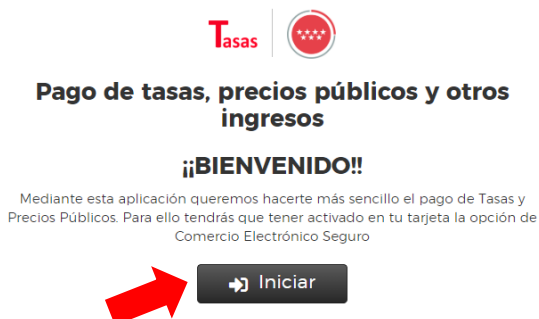 Tasas
Pago de tasas, precios públicos y otros
ingresos
¡¡BIENVENIDO!!
Mediante esta aplicación queremos hacerte más sencillo el pago de Tasas y
Precios Públicos. Para ello tendrás que tener activado en tu tarjeta la opción de
Comercio Electrónico Seguro
Iniciar